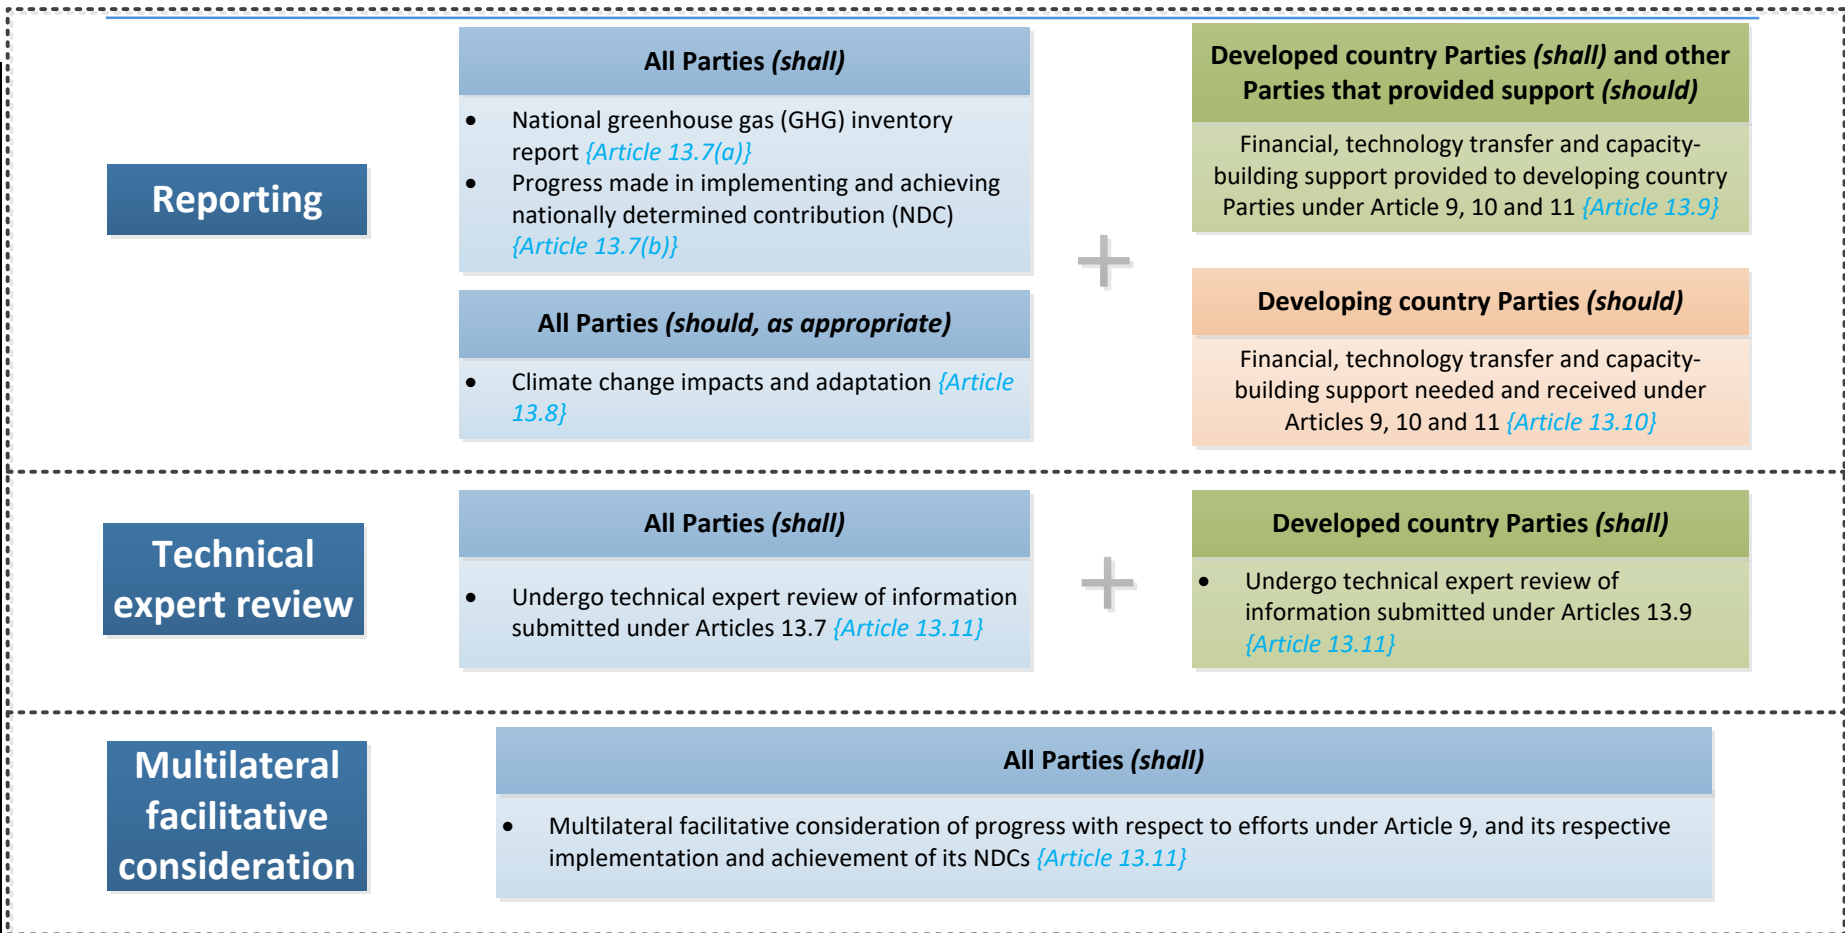 Reporting
All Parties (shall)
• National greenhouse gas (GHG) inventory
report {Article 13.7(a)}
• Progress made in implementing and achieving
nationally determined contribution (NDC)
{Article 13.7(b)}
All Parties (should, as appropriate)
• Climate change impacts and adaptation {Article
13.8}
+
Developed country Parties (shall) and other
Parties that provided support (should)
Financial, technology transfer and capacity-
building support provided to developing country
Parties under Article 9, 10 and 11 {Article 13.9}
Developing country Parties (should)
Financial, technology transfer and capacity-
building support needed and received under
Articles 9, 10 and 11 {Article 13.10}
Technical
expert review
All Parties (shall)
• Undergo technical expert review of information
submitted under Articles 13.7 {Article 13.11}
+
Developed country Parties (shall)
• Undergo technical expert review of
information submitted under Articles 13.9
{Article 13.11}
Multilateral
facilitative
consideration
All Parties (shall)
• Multilateral facilitative consideration of progress with respect to efforts under Article 9, and its respective
implementation and achievement of its NDCs {Article 13.11}